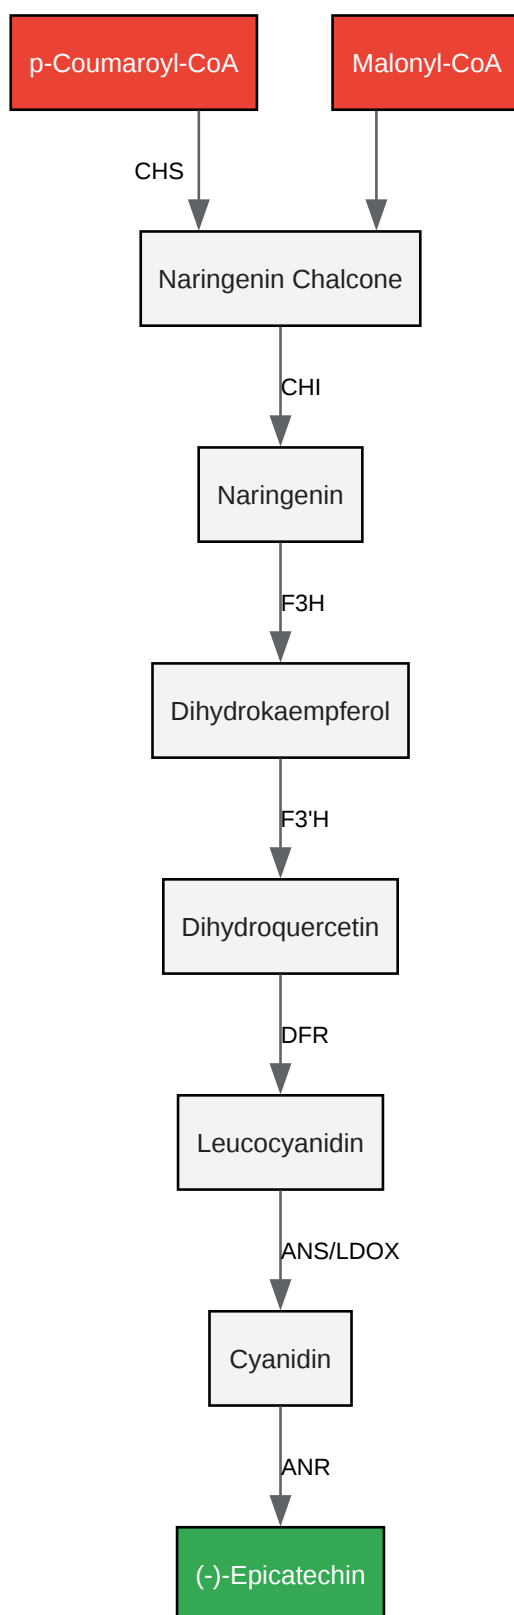 p-Coumaroyl-CoA
Malonyl-CoA
CHS
Naringenin Chalcone
CHI
Naringenin
F3H
Dihydrokaempferol
F3'H
Dihydroquercetin
DFR
Leucocyanidin
ANS/LDOX
Cyanidin
ANR
(-)-Epicatechin